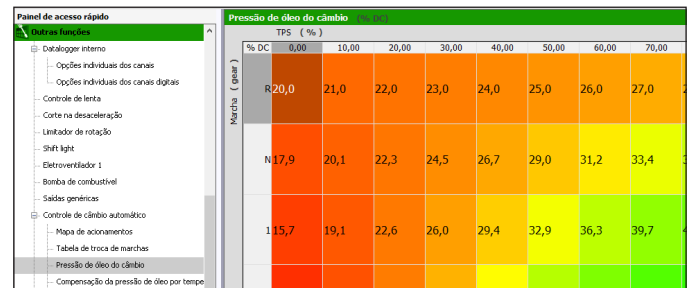 Painel de acesso rápido
Outras funções
Datalogger interno
Opções individuais dos canais
Opções individuais dos canais digitais
Controle de lenta
Corte na desaceleração
Limitador de rotação
Shift light
Eletroventilador 1
Bomba de combustível
Saídas genéricas
Controle de câmbio automático
Mapa de acionamentos
Tabela de troca de marchas
Pressão de óleo do câmbio
Compensação da pressão de óleo por tempe
Pressão de óleo do câmbio (% DC)
TPS ( % )
% DC 0,00 10,00 20,00 30,00 40,00 50,00 60,00 70,00
Marcha ( gear )
R 20,0 21,0 22,0 23,0 24,0 25,0 26,0 27,0
N 17,9 20,1 22,3 24,5 26,7 29,0 31,2 33,4
1 15,7 19,1 22,6 26,0 29,4 32,9 36,3 39,7